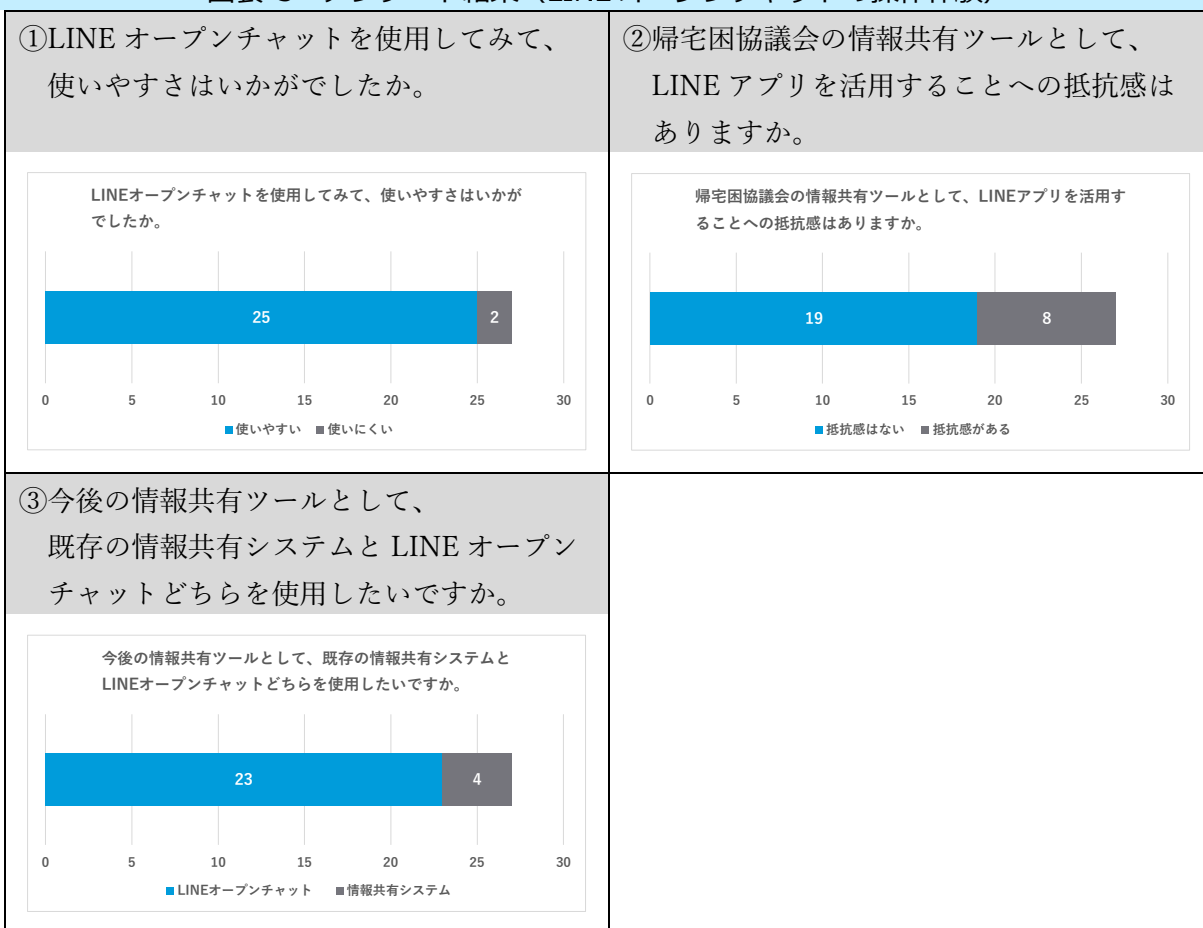 ①LINE オープンチャットを使用してみて、
使いやすさはいかがでしたか。
②帰宅困協議会の情報共有ツールとして、
LINE アプリを活用することへの抵抗感は
ありますか。
LINEオープンチャットを使用してみて、使いやすさはいかが
でしたか。
25
2
0 5 10 15 20 25 30
使いやすい 使いにくい
帰宅困協議会の情報共有ツールとして、LINEアプリを活用す
ることへの抵抗感はありますか。
19
8
0 5 10 15 20 25 30
抵抗感はない 抵抗感がある
③今後の情報共有ツールとして、
既存の情報共有システムと LINE オープン
チャットどちらを使用したいですか。
今後の情報共有ツールとして、既存の情報共有システムと
LINEオープンチャットどちらを使用したいですか。
23
4
0 5 10 15 20 25 30
LINEオープンチャット 情報共有システム